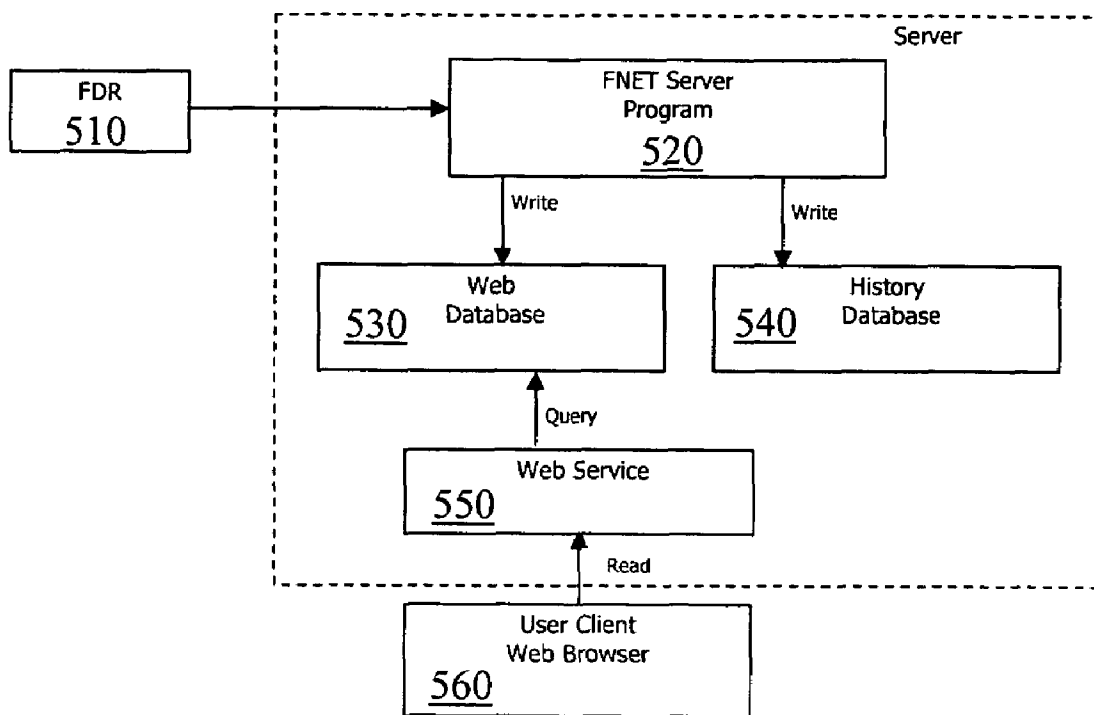 Server
FDR
510
FNET Server
Program
520
Write
Write
Web
Database
530
History
Database
540
Query
Web Service
550
Read
User Client
Web Browser
560